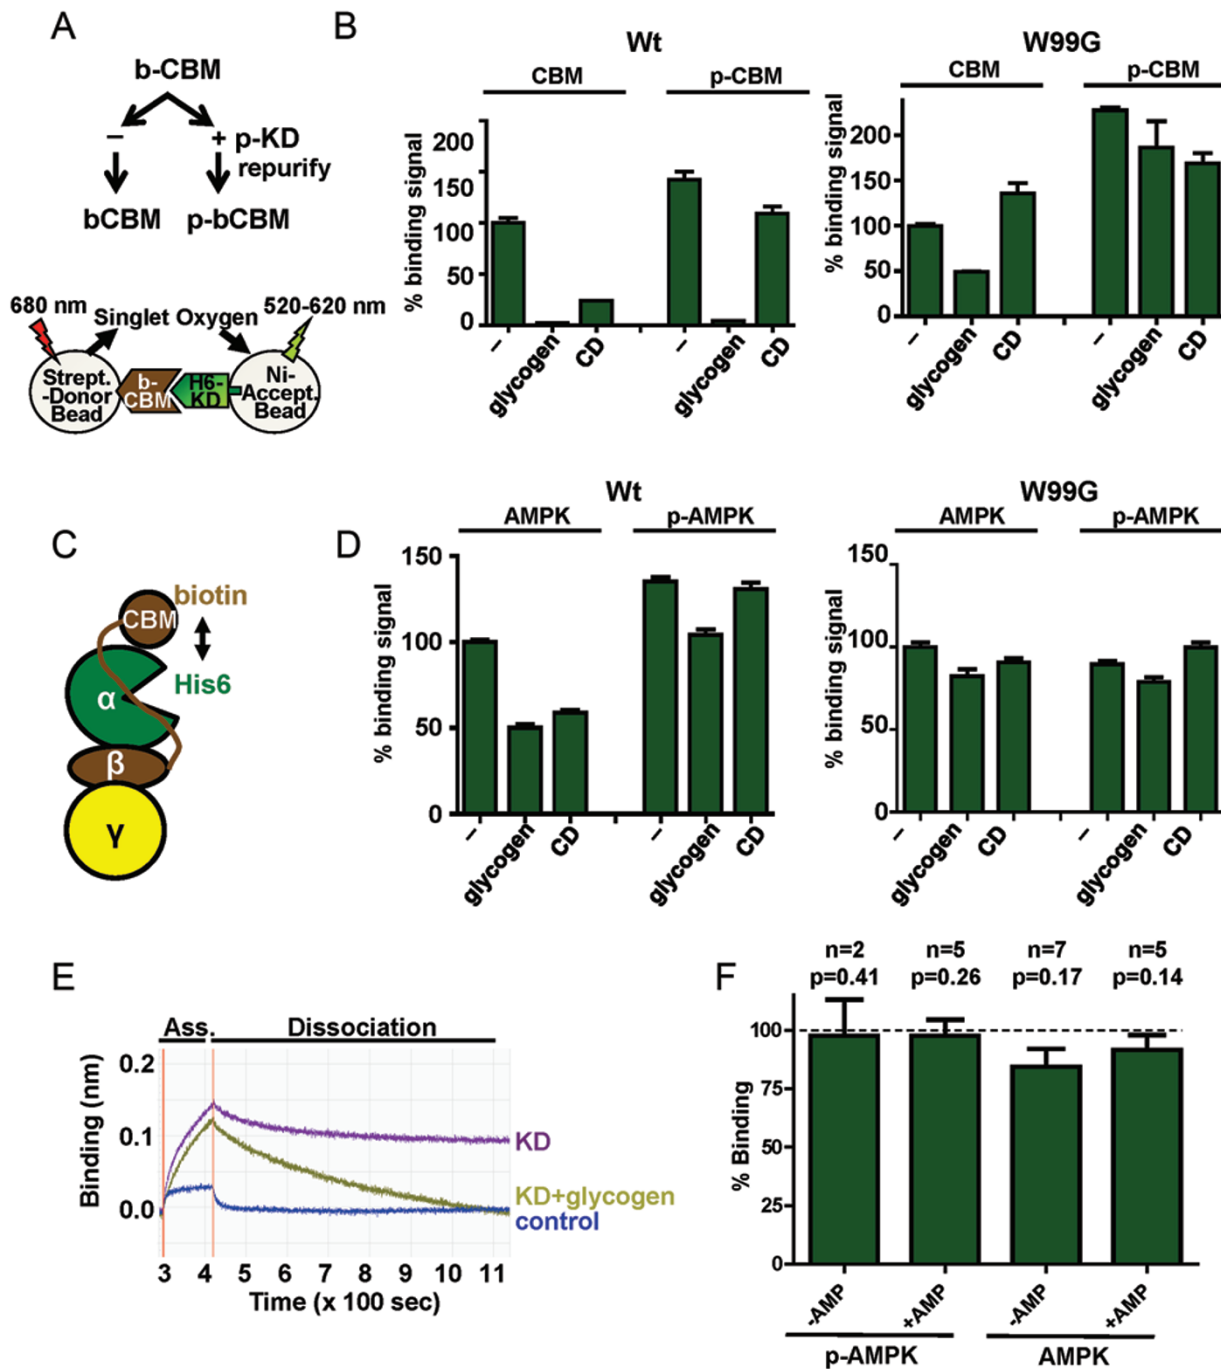 A
b-CBM
–
+ p-KD
repurify
bCBM
p-bCBM
680 nm
Singlet Oxygen
520-620 nm
Strept.
-Donor
Bead
b-
CBM
H6-
KD
Ni-
Accept.
Bead
B
Wt
CBM
p-CBM
% binding signal
200
150
100
50
0
–
glycogen
CD
–
glycogen
CD
W99G
CBM
p-CBM
% binding signal
200
150
100
50
0
–
glycogen
CD
–
glycogen
CD
C
biotin
CBM
His6
α
β
γ
D
Wt
AMPK
p-AMPK
% binding signal
150
100
50
0
–
glycogen
CD
–
glycogen
CD
W99G
AMPK
p-AMPK
% binding signal
150
100
50
0
–
glycogen
CD
–
glycogen
CD
E
Ass.
Dissociation
Binding (nm)
0.2
0.1
0.0
KD
KD+glycogen
control
3 4 5 6 7 8 9 10 11
Time (x 100 sec)
F
n=2 n=5 n=7 n=5
p=0.41 p=0.26 p=0.17 p=0.14
% Binding
100
75
50
25
0
-AMP +AMP -AMP +AMP
p-AMPK AMPK